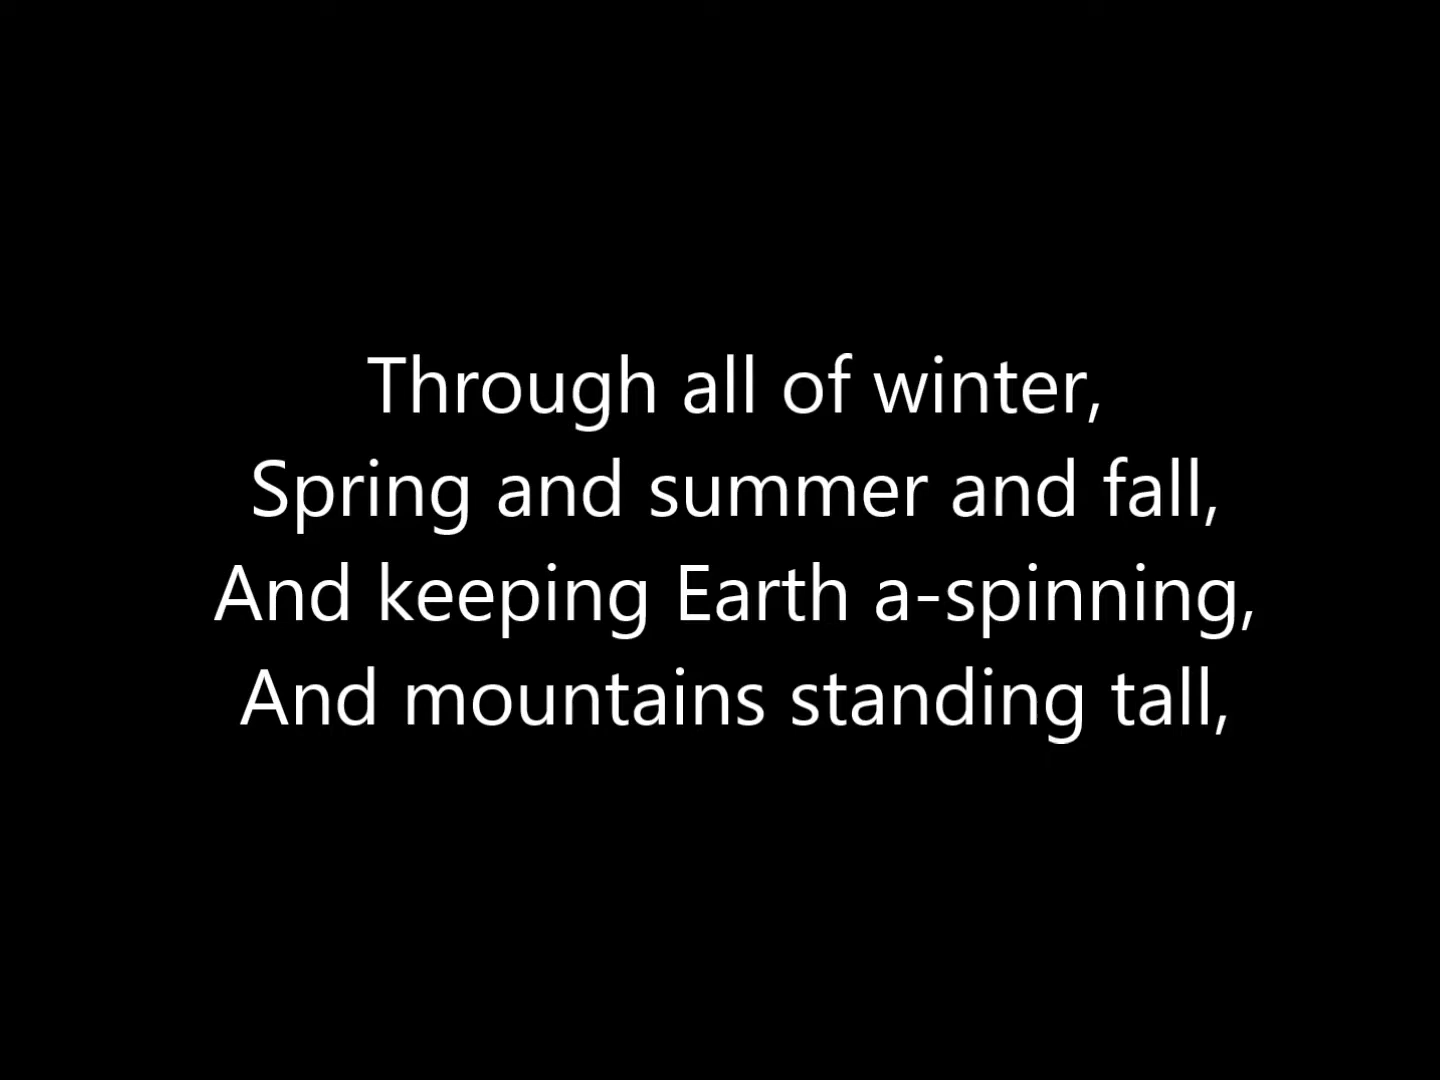 Through all of winter,
Spring and summer and fall,
And keeping Earth a-spinning,
And mountains standing tall,